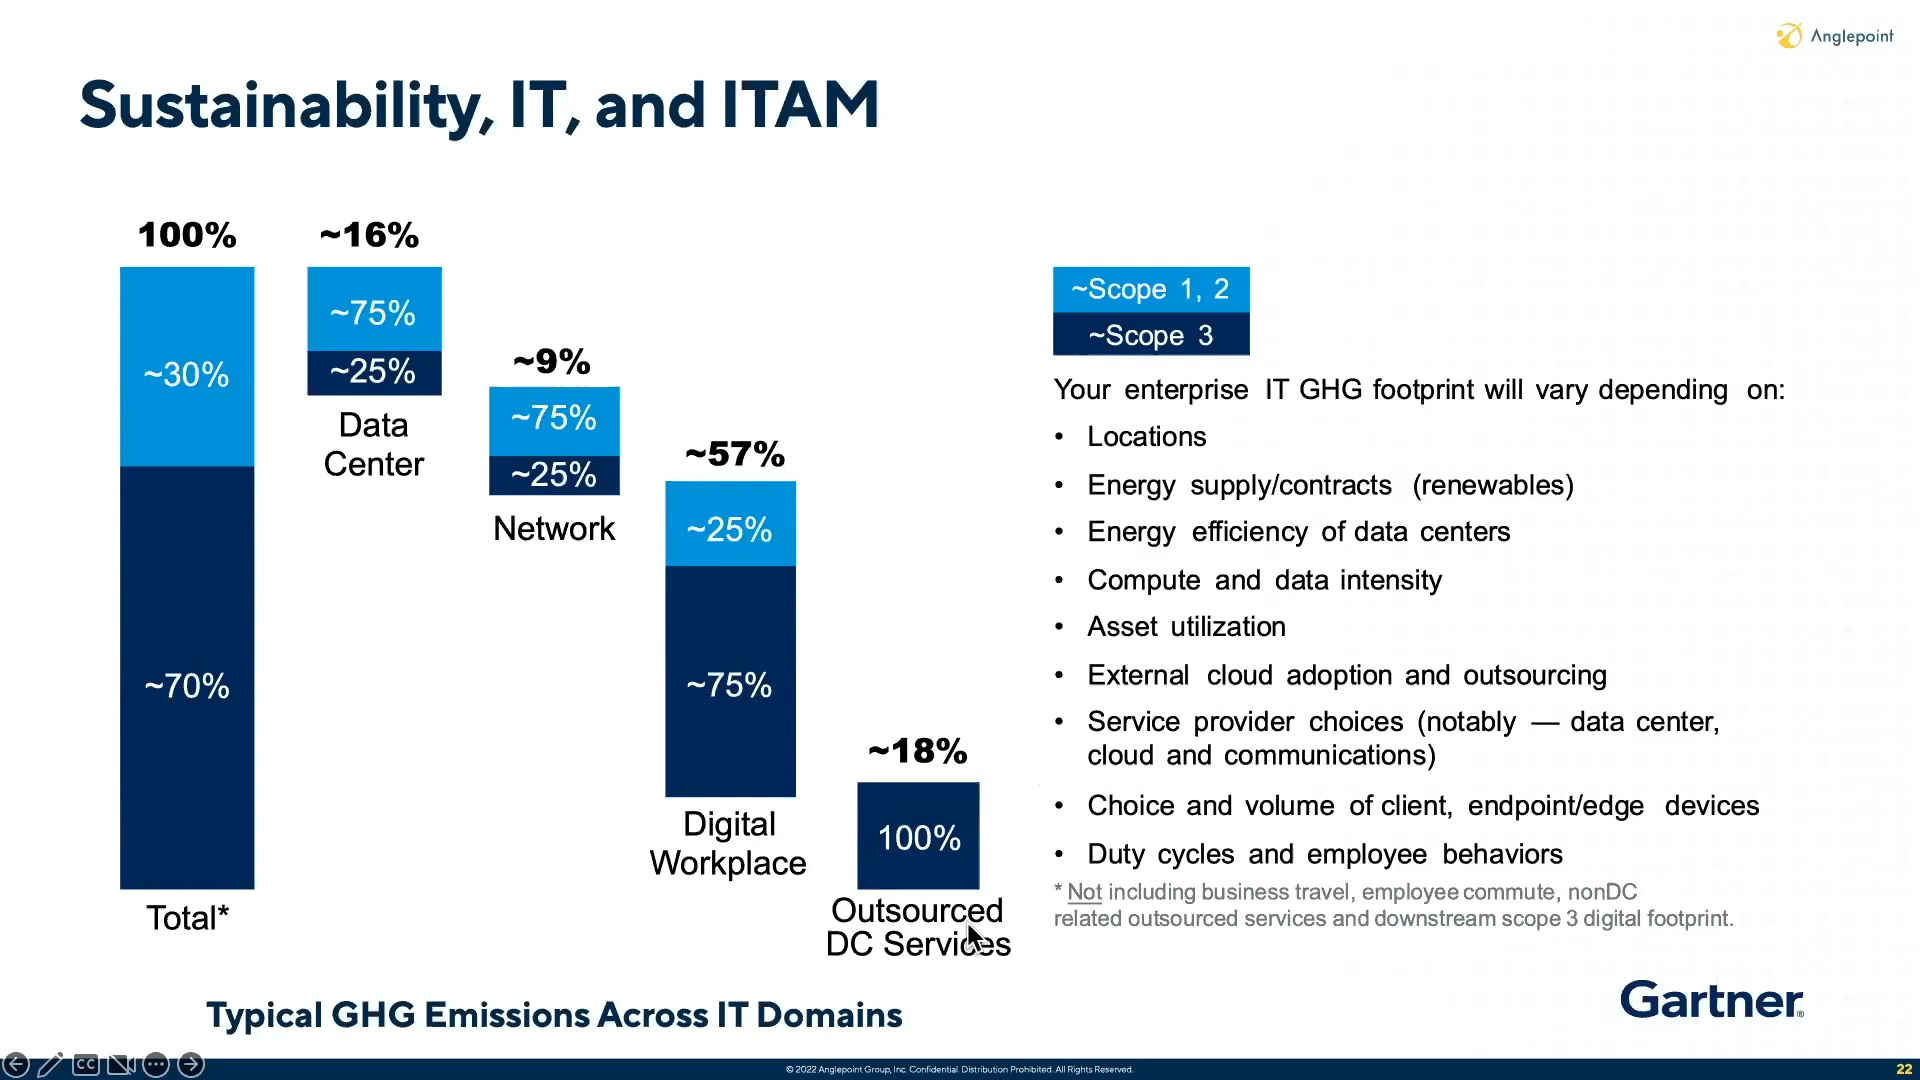 Anglepoint
Sustainability, IT, and ITAM
100%
~30%
~70%
Total*
~16%
~75%
~25%
Data
Center
~9%
~75%
~25%
Network
~57%
~25%
~75%
Digital
Workplace
~18%
100%
Outsourced
DC Services
Typical GHG Emissions Across IT Domains
~Scope 1, 2
~Scope 3
Your enterprise IT GHG footprint will vary depending on:
• Locations
• Energy supply/contracts (renewables)
• Energy efficiency of data centers
• Compute and data intensity
• Asset utilization
• External cloud adoption and outsourcing
• Service provider choices (notably — data center,
cloud and communications)
• Choice and volume of client, endpoint/edge devices
• Duty cycles and employee behaviors
* Not including business travel, employee commute, nonDC
related outsourced services and downstream scope 3 digital footprint.
Gartner®
CC
© 2022 Anglepoint Group, Inc. Confidential. Distribution Prohibited. All Rights Reserved.
22